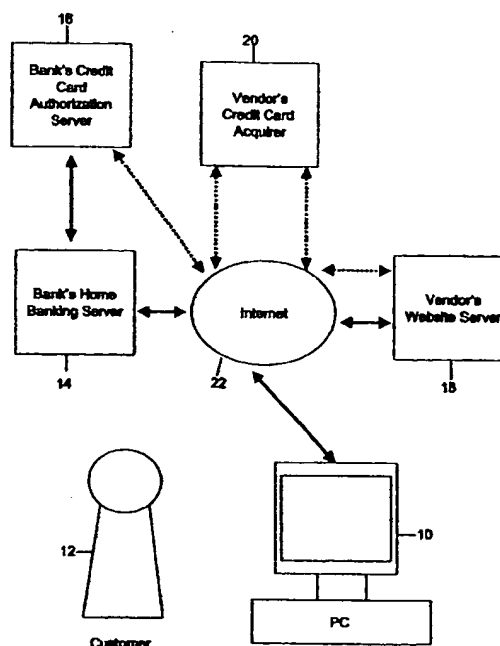 16
20
Bank's Credit
Card
Authorization
Server
Vendor's
Credit Card
Acquirer
Bank's Home
Banking Server
Internet
Vendor's
Website Server
14
22
18
12
10
PC
Customer